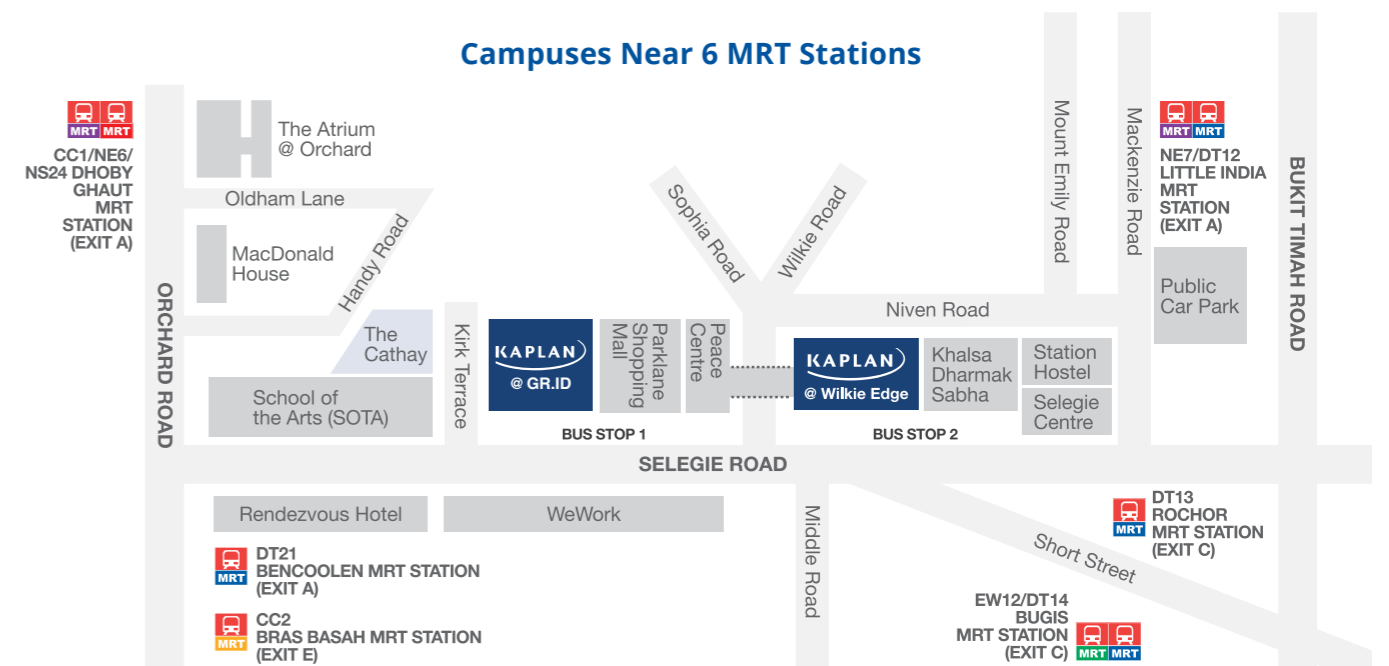 Campuses Near 6 MRT Stations
MRT MRT
CC1/NE6/
NS24 DHOBY
GHAUT
MRT
STATION
(EXIT A)
The Atrium
@ Orchard
Oldham Lane
MacDonald
House
Handy Road
ORCHARD ROAD
The
Cathay
School of
the Arts (SOTA)
Kirk Terrace
KAPLAN
@ GR.ID
Parklane
Shopping
Mall
Peace
Centre
Sophia Road
Wilkie Road
Niven Road
KAPLAN
@ Wilkie Edge
Khalsa
Dharmak
Sabha
Station
Hostel
Selegie
Centre
Mount Emily Road
Mackenzie Road
MRT MRT
NE7/DT12
LITTLE INDIA
MRT
STATION
(EXIT A)
Public
Car Park
BUKIT TIMAH ROAD
BUS STOP 1
BUS STOP 2
SELEGIE ROAD
Rendezvous Hotel
WeWork
MRT
DT21
BENCOOLEN MRT STATION
(EXIT A)
MRT
CC2
BRAS BASAH MRT STATION
(EXIT E)
Middle Road
Short Street
MRT
DT13
ROCHOR
MRT STATION
(EXIT C)
EW12/DT14
BUGIS
MRT STATION
(EXIT C)
MRT MRT